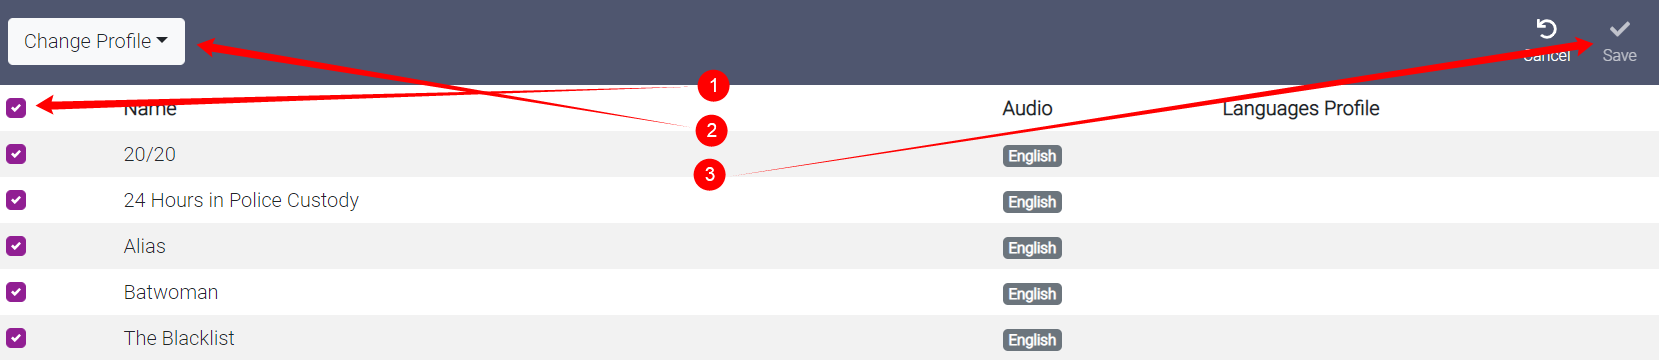 Change Profile
Cancel
Save
1
Name
Audio
Languages Profile
2
20/20
English
3
24 Hours in Police Custody
English
Alias
English
Batwoman
English
The Blacklist
English